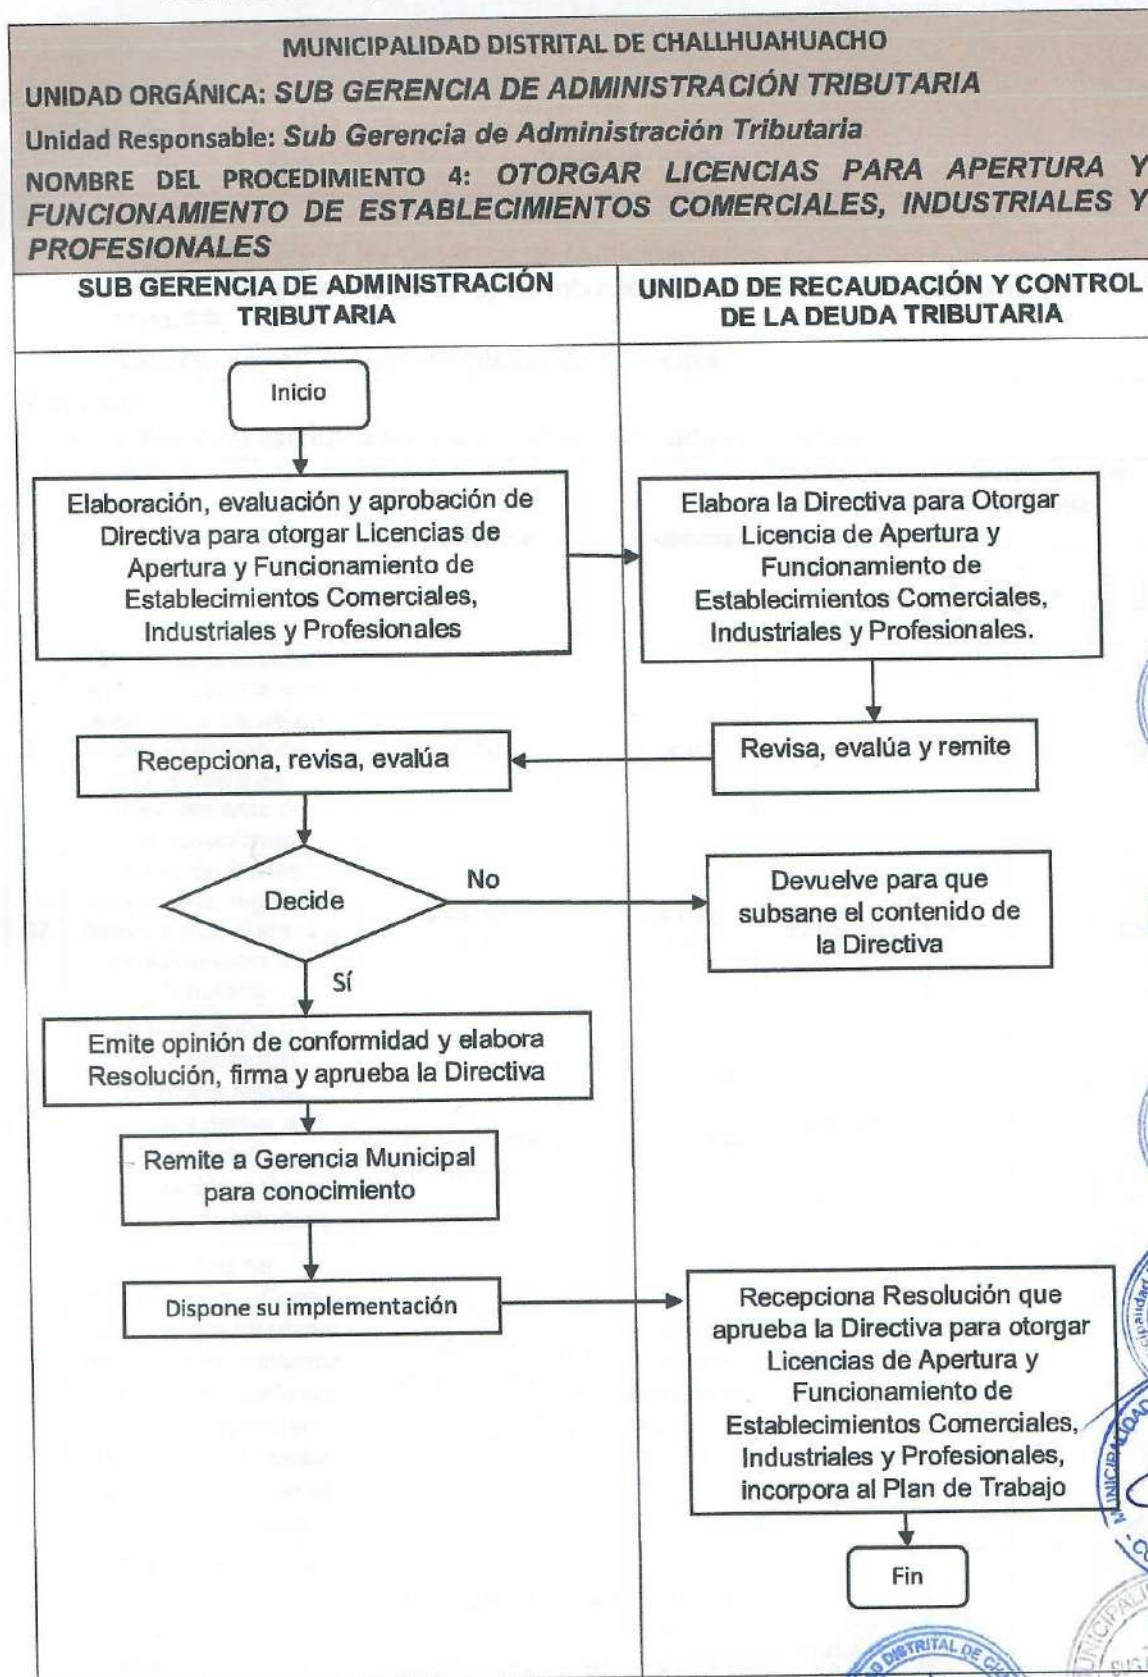 MUNICIPALIDAD DISTRITAL DE CHALLHUAHUACHO
UNIDAD ORGÁNICA: SUB GERENCIA DE ADMINISTRACIÓN TRIBUTARIA
Unidad Responsable: Sub Gerencia de Administración Tributaria
NOMBRE DEL PROCEDIMIENTO 4: OTORGAR LICENCIAS PARA APERTURA Y
FUNCIONAMIENTO DE ESTABLECIMIENTOS COMERCIALES, INDUSTRIALES Y
PROFESIONALES
SUB GERENCIA DE ADMINISTRACIÓN
TRIBUTARIA
UNIDAD DE RECAUDACIÓN Y CONTROL
DE LA DEUDA TRIBUTARIA
Inicio
Elaboración, evaluación y aprobación de
Directiva para otorgar Licencias de
Apertura y Funcionamiento de
Establecimientos Comerciales,
Industriales y Profesionales
Elabora la Directiva para Otorgar
Licencia de Apertura y
Funcionamiento de
Establecimientos Comerciales,
Industriales y Profesionales.
Revisa, evalúa y remite
Recepciona, revisa, evalúa
Decide
No
Devuelve para que
subsane el contenido de
la Directiva
Sí
Emite opinión de conformidad y elabora
Resolución, firma y aprueba la Directiva
Remite a Gerencia Municipal
para conocimiento
Dispone su implementación
Recepciona Resolución que
aprueba la Directiva para otorgar
Licencias de Apertura y
Funcionamiento de
Establecimientos Comerciales,
Industriales y Profesionales,
incorpora al Plan de Trabajo
Fin
DISTRITAL DE
MUNICIPALIDAD